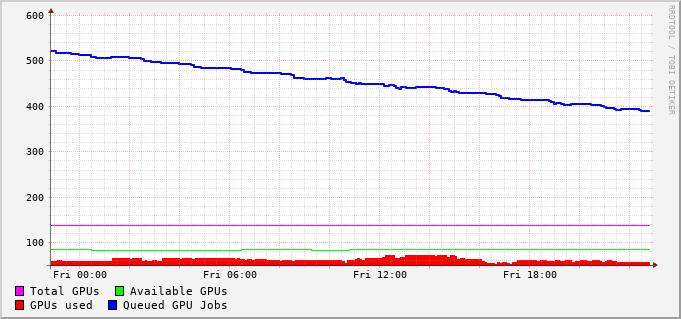 600
500
400
300
200
100
Fri 00:00 Fri 06:00 Fri 12:00 Fri 18:00
Total GPUs Available GPUs
GPUs used Queued GPU Jobs
RRDTOOL / TOBI OETIKER